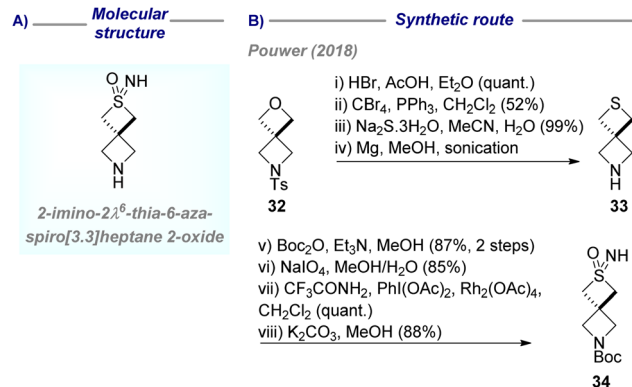 A) Molecular structure
O
NH
S
N
H
2-imino-2λ⁶-thia-6-aza-
spiro[3.3]heptane 2-oxide
B) Synthetic route
Pouwer (2018)
O
N
Ts
32
i) HBr, AcOH, Et₂O (quant.)
ii) CBr₄, PPh₃, CH₂Cl₂ (52%)
iii) Na₂S.3H₂O, MeCN, H₂O (99%)
iv) Mg, MeOH, sonication
S
N
H
33
v) Boc₂O, Et₃N, MeOH (87%, 2 steps)
vi) NaIO₄, MeOH/H₂O (85%)
vii) CF₃CONH₂, PhI(OAc)₂, Rh₂(OAc)₄,
CH₂Cl₂ (quant.)
viii) K₂CO₃, MeOH (88%)
O
NH
S
N
Boc
34